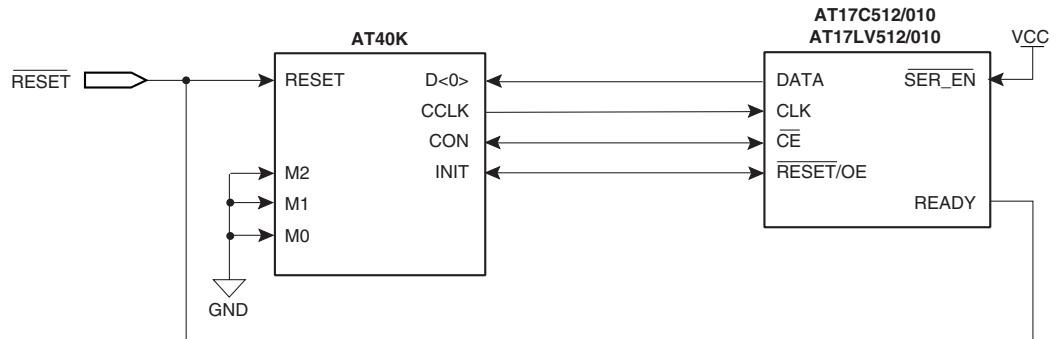 AT17C512/010
AT40K
AT17LV512/010
VCC
RESET
RESET
D<0>
DATA
SER_EN
CCLK
CLK
CON
CE
M2
INIT
RESET/OE
M1
READY
M0
GND